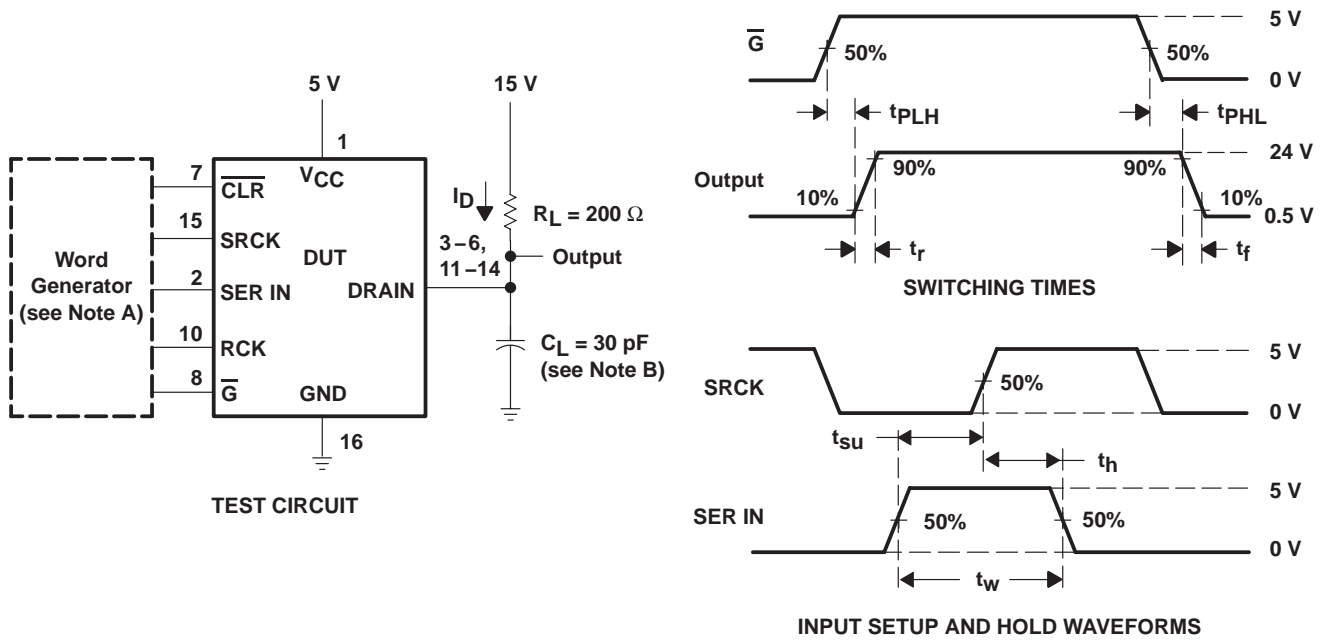 5 V
15 V
1
7
CLR
VCC
ID
RL = 200 Ω
15
SRCK
DUT
3–6,
11–14
Output
Word
Generator
(see Note A)
2
SER IN
DRAIN
10
RCK
CL = 30 pF
(see Note B)
8
G
GND
16
TEST CIRCUIT
G
5 V
50%
50%
0 V
tPLH
tPHL
24 V
Output
90%
90%
10%
10%
0.5 V
tr
tf
SWITCHING TIMES
5 V
SRCK
50%
0 V
tsu
th
5 V
SER IN
50%
50%
0 V
tw
INPUT SETUP AND HOLD WAVEFORMS